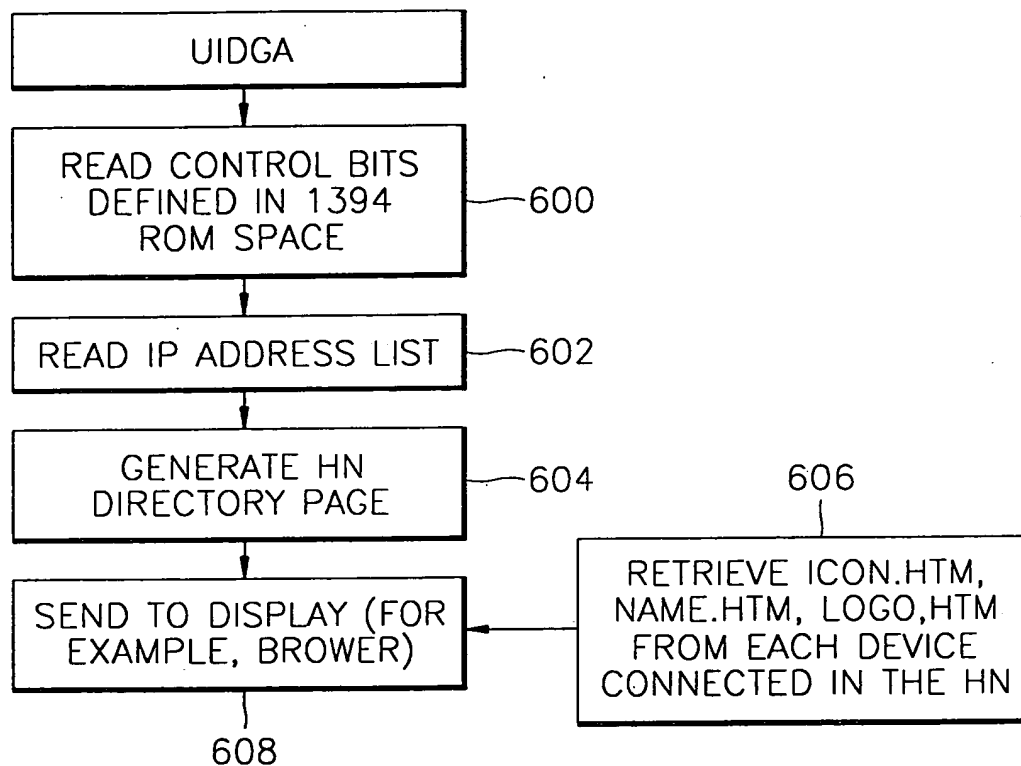 UIDGA
READ CONTROL BITS
DEFINED IN 1394
ROM SPACE
600
READ IP ADDRESS LIST
602
GENERATE HN
DIRECTORY PAGE
604
606
RETRIEVE ICON.HTM,
NAME.HTM, LOGO,HTM
FROM EACH DEVICE
CONNECTED IN THE HN
SEND TO DISPLAY (FOR
EXAMPLE, BROWER)
608